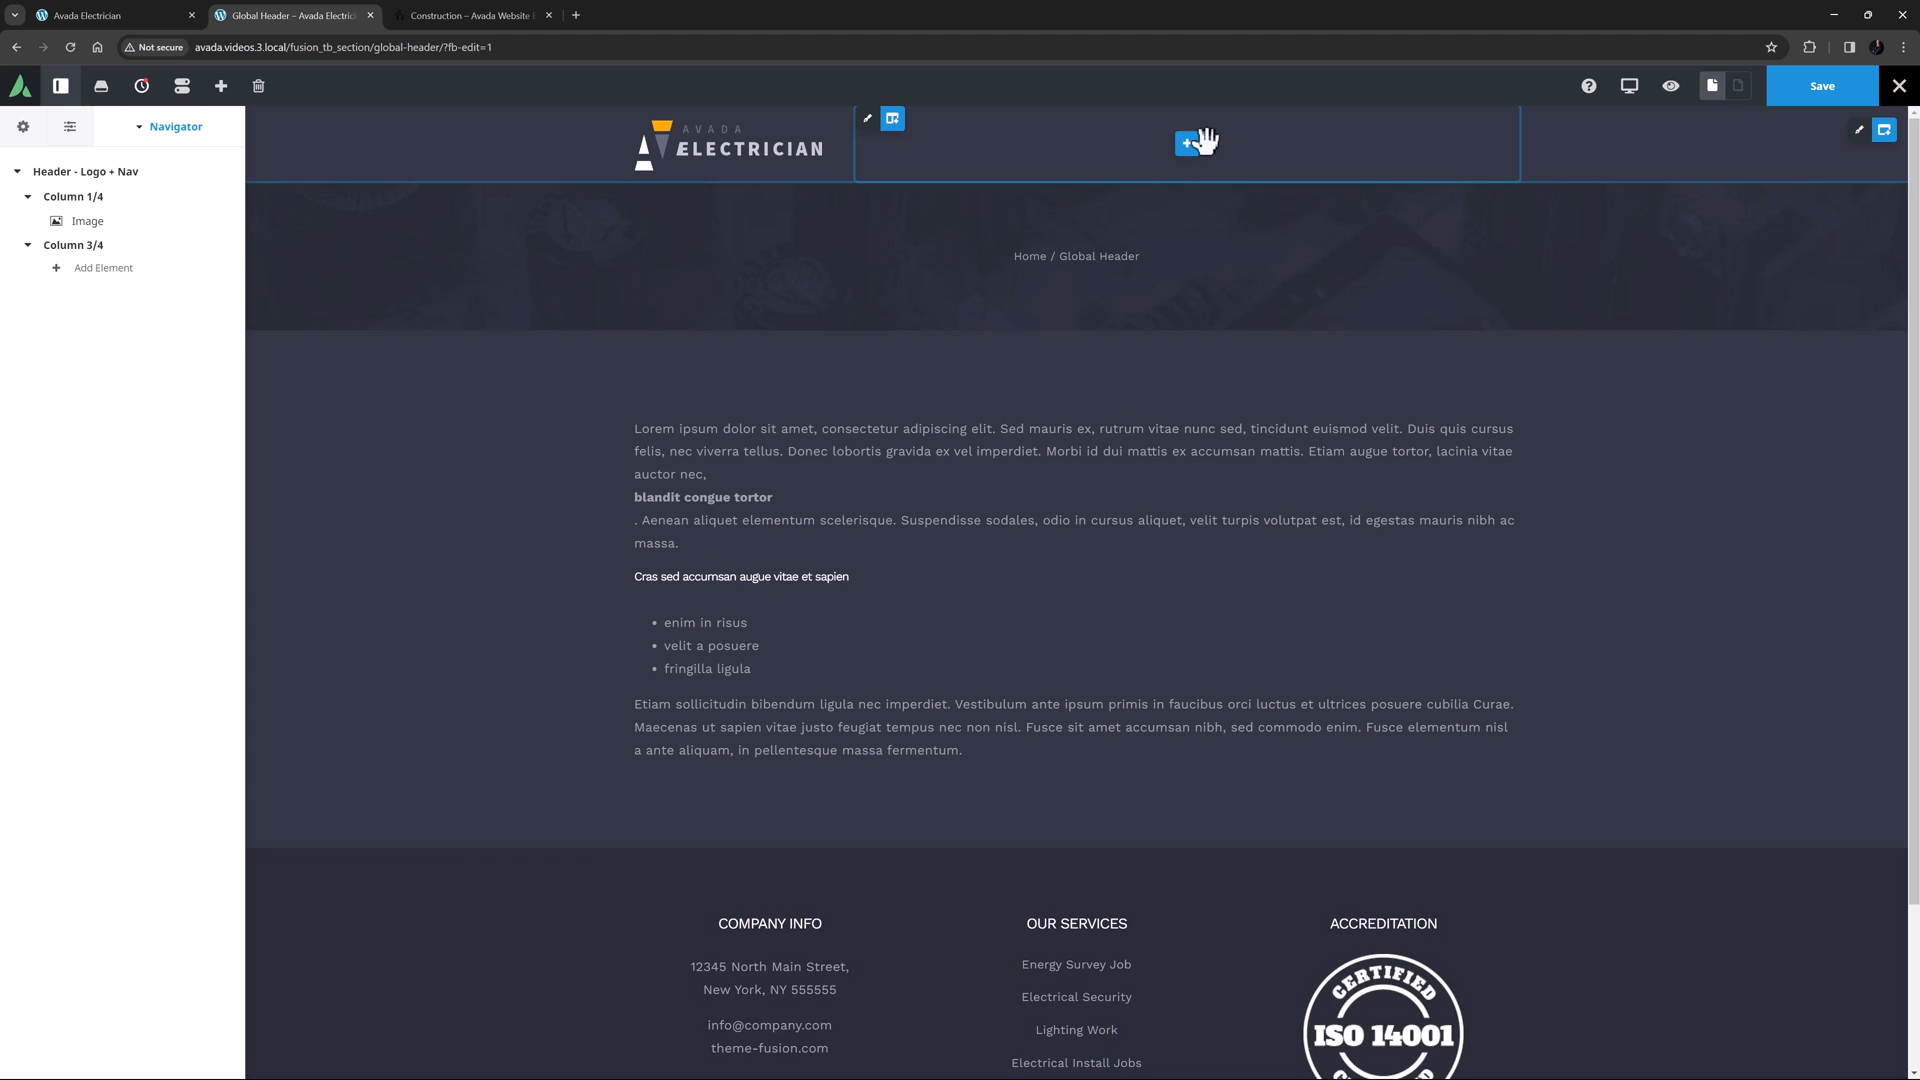 Avada Electrician
Global Header – Avada Electric
Construction – Avada Website
Not secure
avada.videos.3.local/fusion_tb_section/global-header/?fb-edit=1
Save
Navigator
Header - Logo + Nav
Column 1/4
Image
Column 3/4
Add Element
AVADA
ELECTRICIAN
Home / Global Header
Lorem ipsum dolor sit amet, consectetur adipiscing elit. Sed mauris ex, rutrum vitae nunc sed, tincidunt euismod velit. Duis quis cursus
felis, nec viverra tellus. Donec lobortis gravida ex vel imperdiet. Morbi id dui mattis ex accumsan mattis. Etiam augue tortor, lacinia vitae
auctor nec,
blandit congue tortor
. Aenean aliquet elementum scelerisque. Suspendisse sodales, odio in cursus aliquet, velit turpis volutpat est, id egestas mauris nibh ac
massa.
Cras sed accumsan augue vitae et sapien
• enim in risus
• velit a posuere
• fringilla ligula
Etiam sollicitudin bibendum ligula nec imperdiet. Vestibulum ante ipsum primis in faucibus orci luctus et ultrices posuere cubilia Curae.
Maecenas ut sapien vitae justo feugiat tempus nec non nisl. Fusce sit amet accumsan nibh, sed commodo enim. Fusce elementum nisl
a ante aliquam, in pellentesque massa fermentum.
COMPANY INFO
12345 North Main Street,
New York, NY 555555
info@company.com
theme-fusion.com
OUR SERVICES
Energy Survey Job
Electrical Security
Lighting Work
Electrical Install Jobs
ACCREDITATION
CERTIFIED
ISO 14001